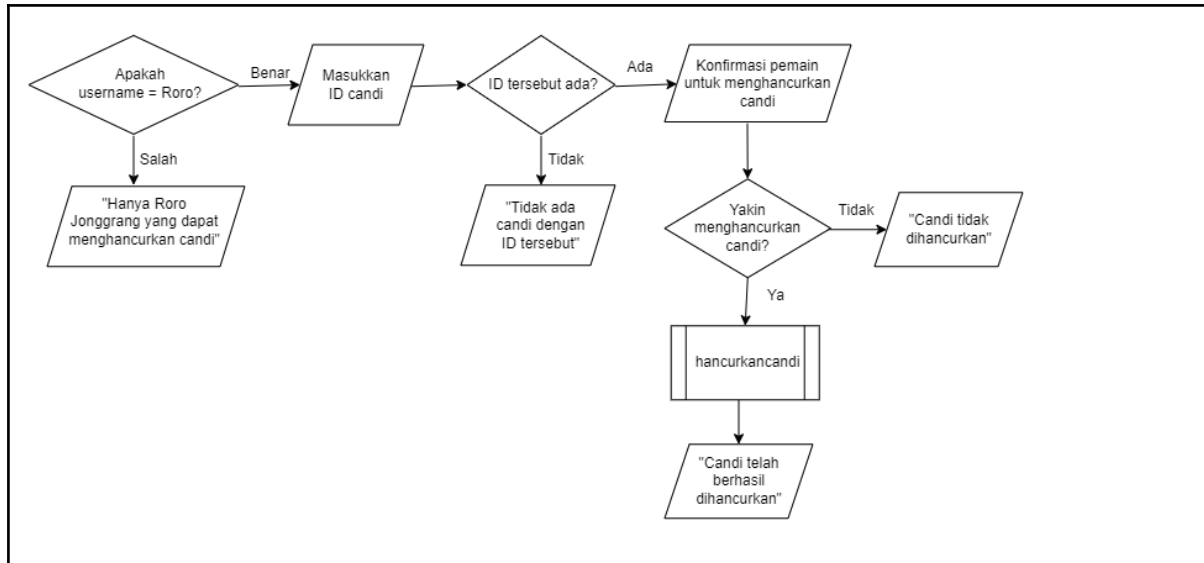 Apakah
username = Roro?
Benar
Masukkan
ID candi
ID tersebut ada?
Ada
Konfirmasi pemain
untuk menghancurkan
candi
Salah
Tidak
"Hanya Roro
Jonggrang yang dapat
menghancurkan candi"
"Tidak ada
candi dengan
ID tersebut"
Yakin
menghancurkan
candi?
Tidak
"Candi tidak
dihancurkan"
Ya
hancurkancandi
"Candi telah
berhasil
dihancurkan"